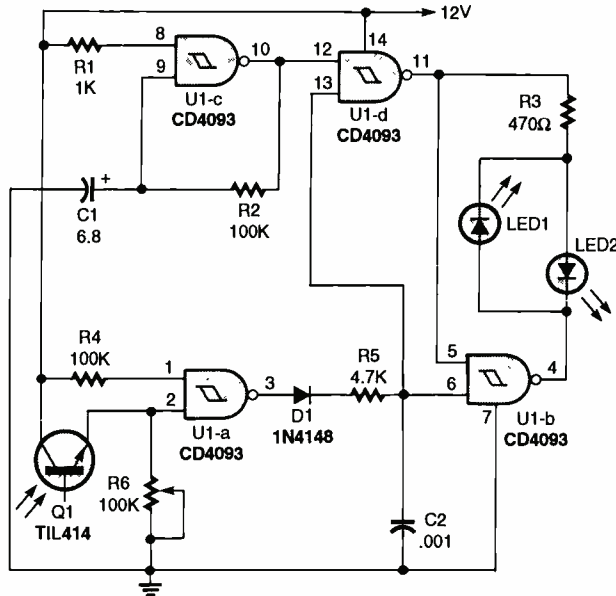 12V
8
9
10
R1
1K
U1-c
CD4093
12
13
14
11
U1-d
CD4093
R3
470Ω
C1
6.8
+
R2
100K
LED1
LED2
R4
100K
1
2
3
U1-a
CD4093
D1
1N4148
R5
4.7K
5
6
7
4
U1-b
CD4093
Q1
TIL414
R6
100K
C2
.001